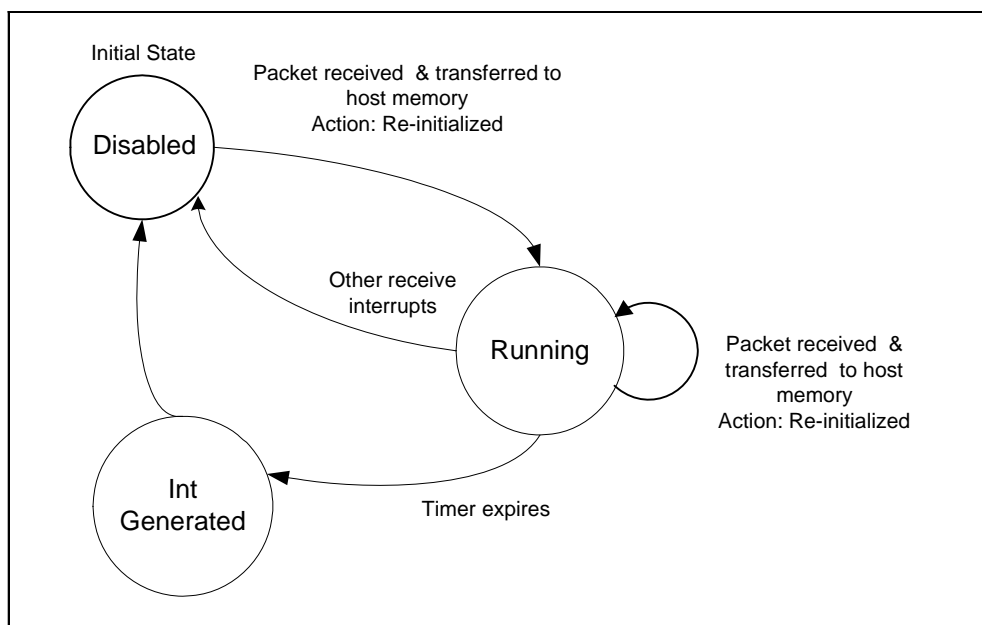 Initial State
Disabled
Packet received & transferred to
host memory
Action: Re-initialized
Other receive
interrupts
Running
Packet received &
transferred to host
memory
Action: Re-initialized
Int
Generated
Timer expires